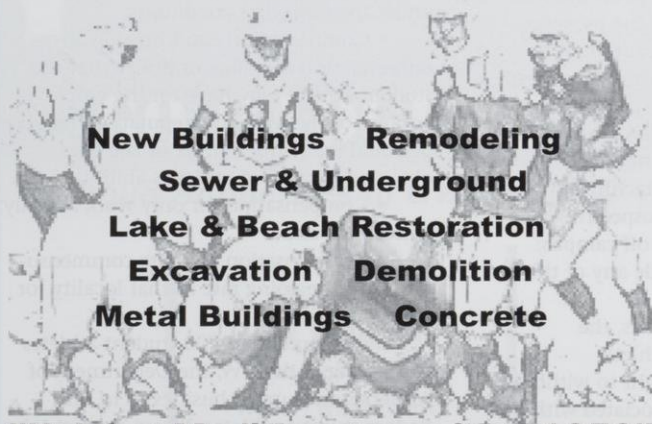 New Buildings Remodeling
Sewer & Underground
Lake & Beach Restoration
Excavation Demolition
Metal Buildings Concrete